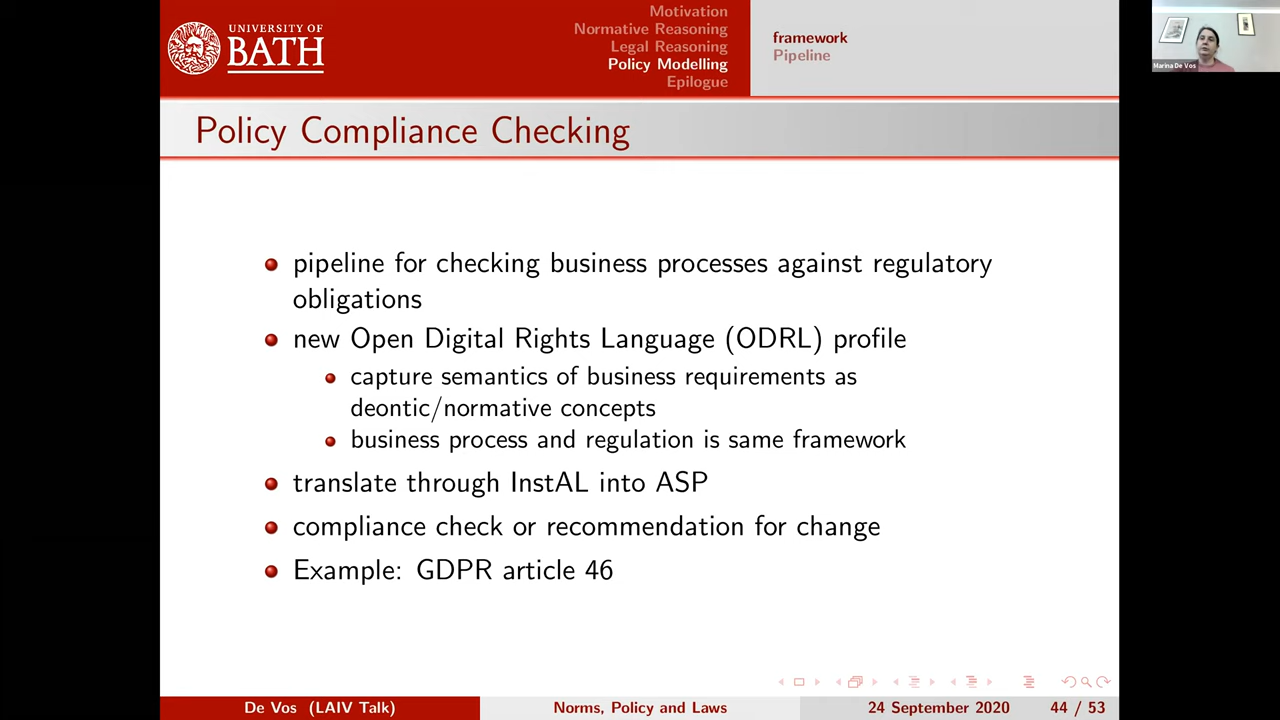 UNIVERSITY OF
BATH
Motivation
Normative Reasoning
Legal Reasoning
Policy Modelling
Epilogue
framework
Pipeline
Marina De Vos
Policy Compliance Checking
pipeline for checking business processes against regulatory
obligations
new Open Digital Rights Language (ODRL) profile
capture semantics of business requirements as
deontic/normative concepts
business process and regulation is same framework
translate through InstAL into ASP
compliance check or recommendation for change
Example: GDPR article 46
De Vos (LAIV Talk)
Norms, Policy and Laws
24 September 2020
44 / 53